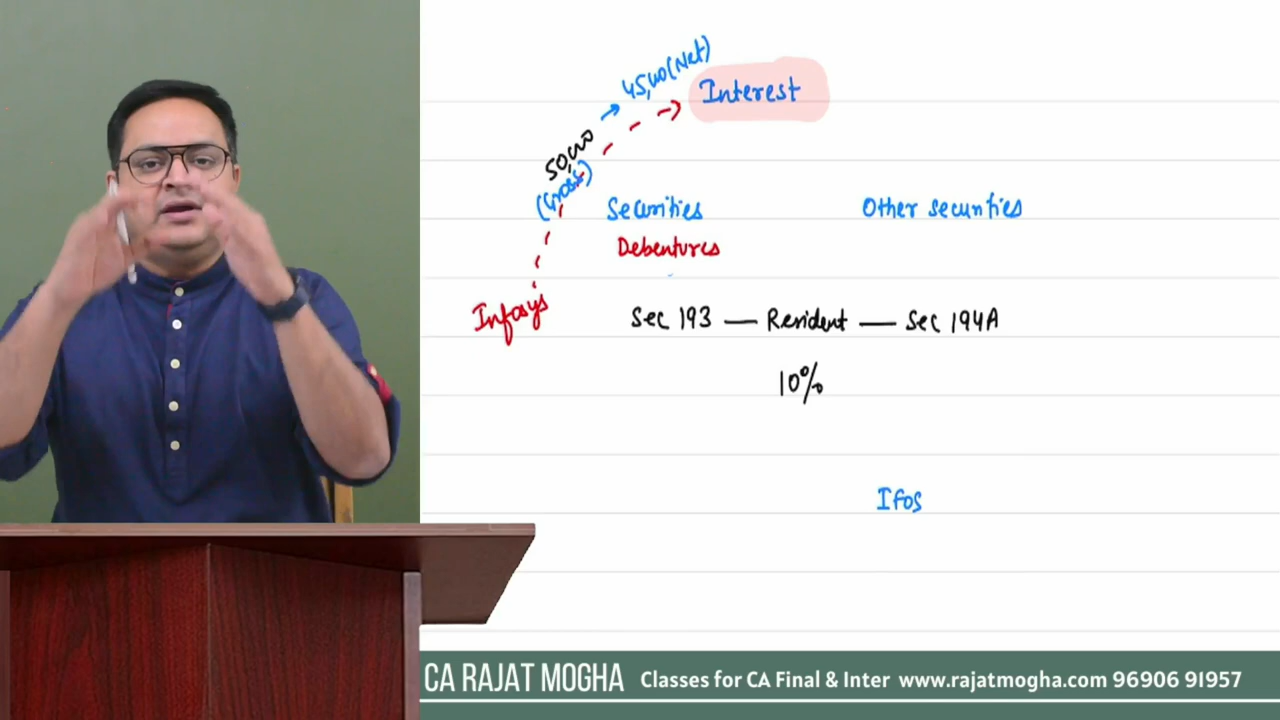 45,000 (Net)
Interest
50,000
(Gross)
Securities Other securities
Debentures
Infosys
Sec 193 — Resident — Sec 194A
10%
Ifos
CA RAJAT MOGHA Classes for CA Final & Inter www.rajatmogha.com 96906 91957